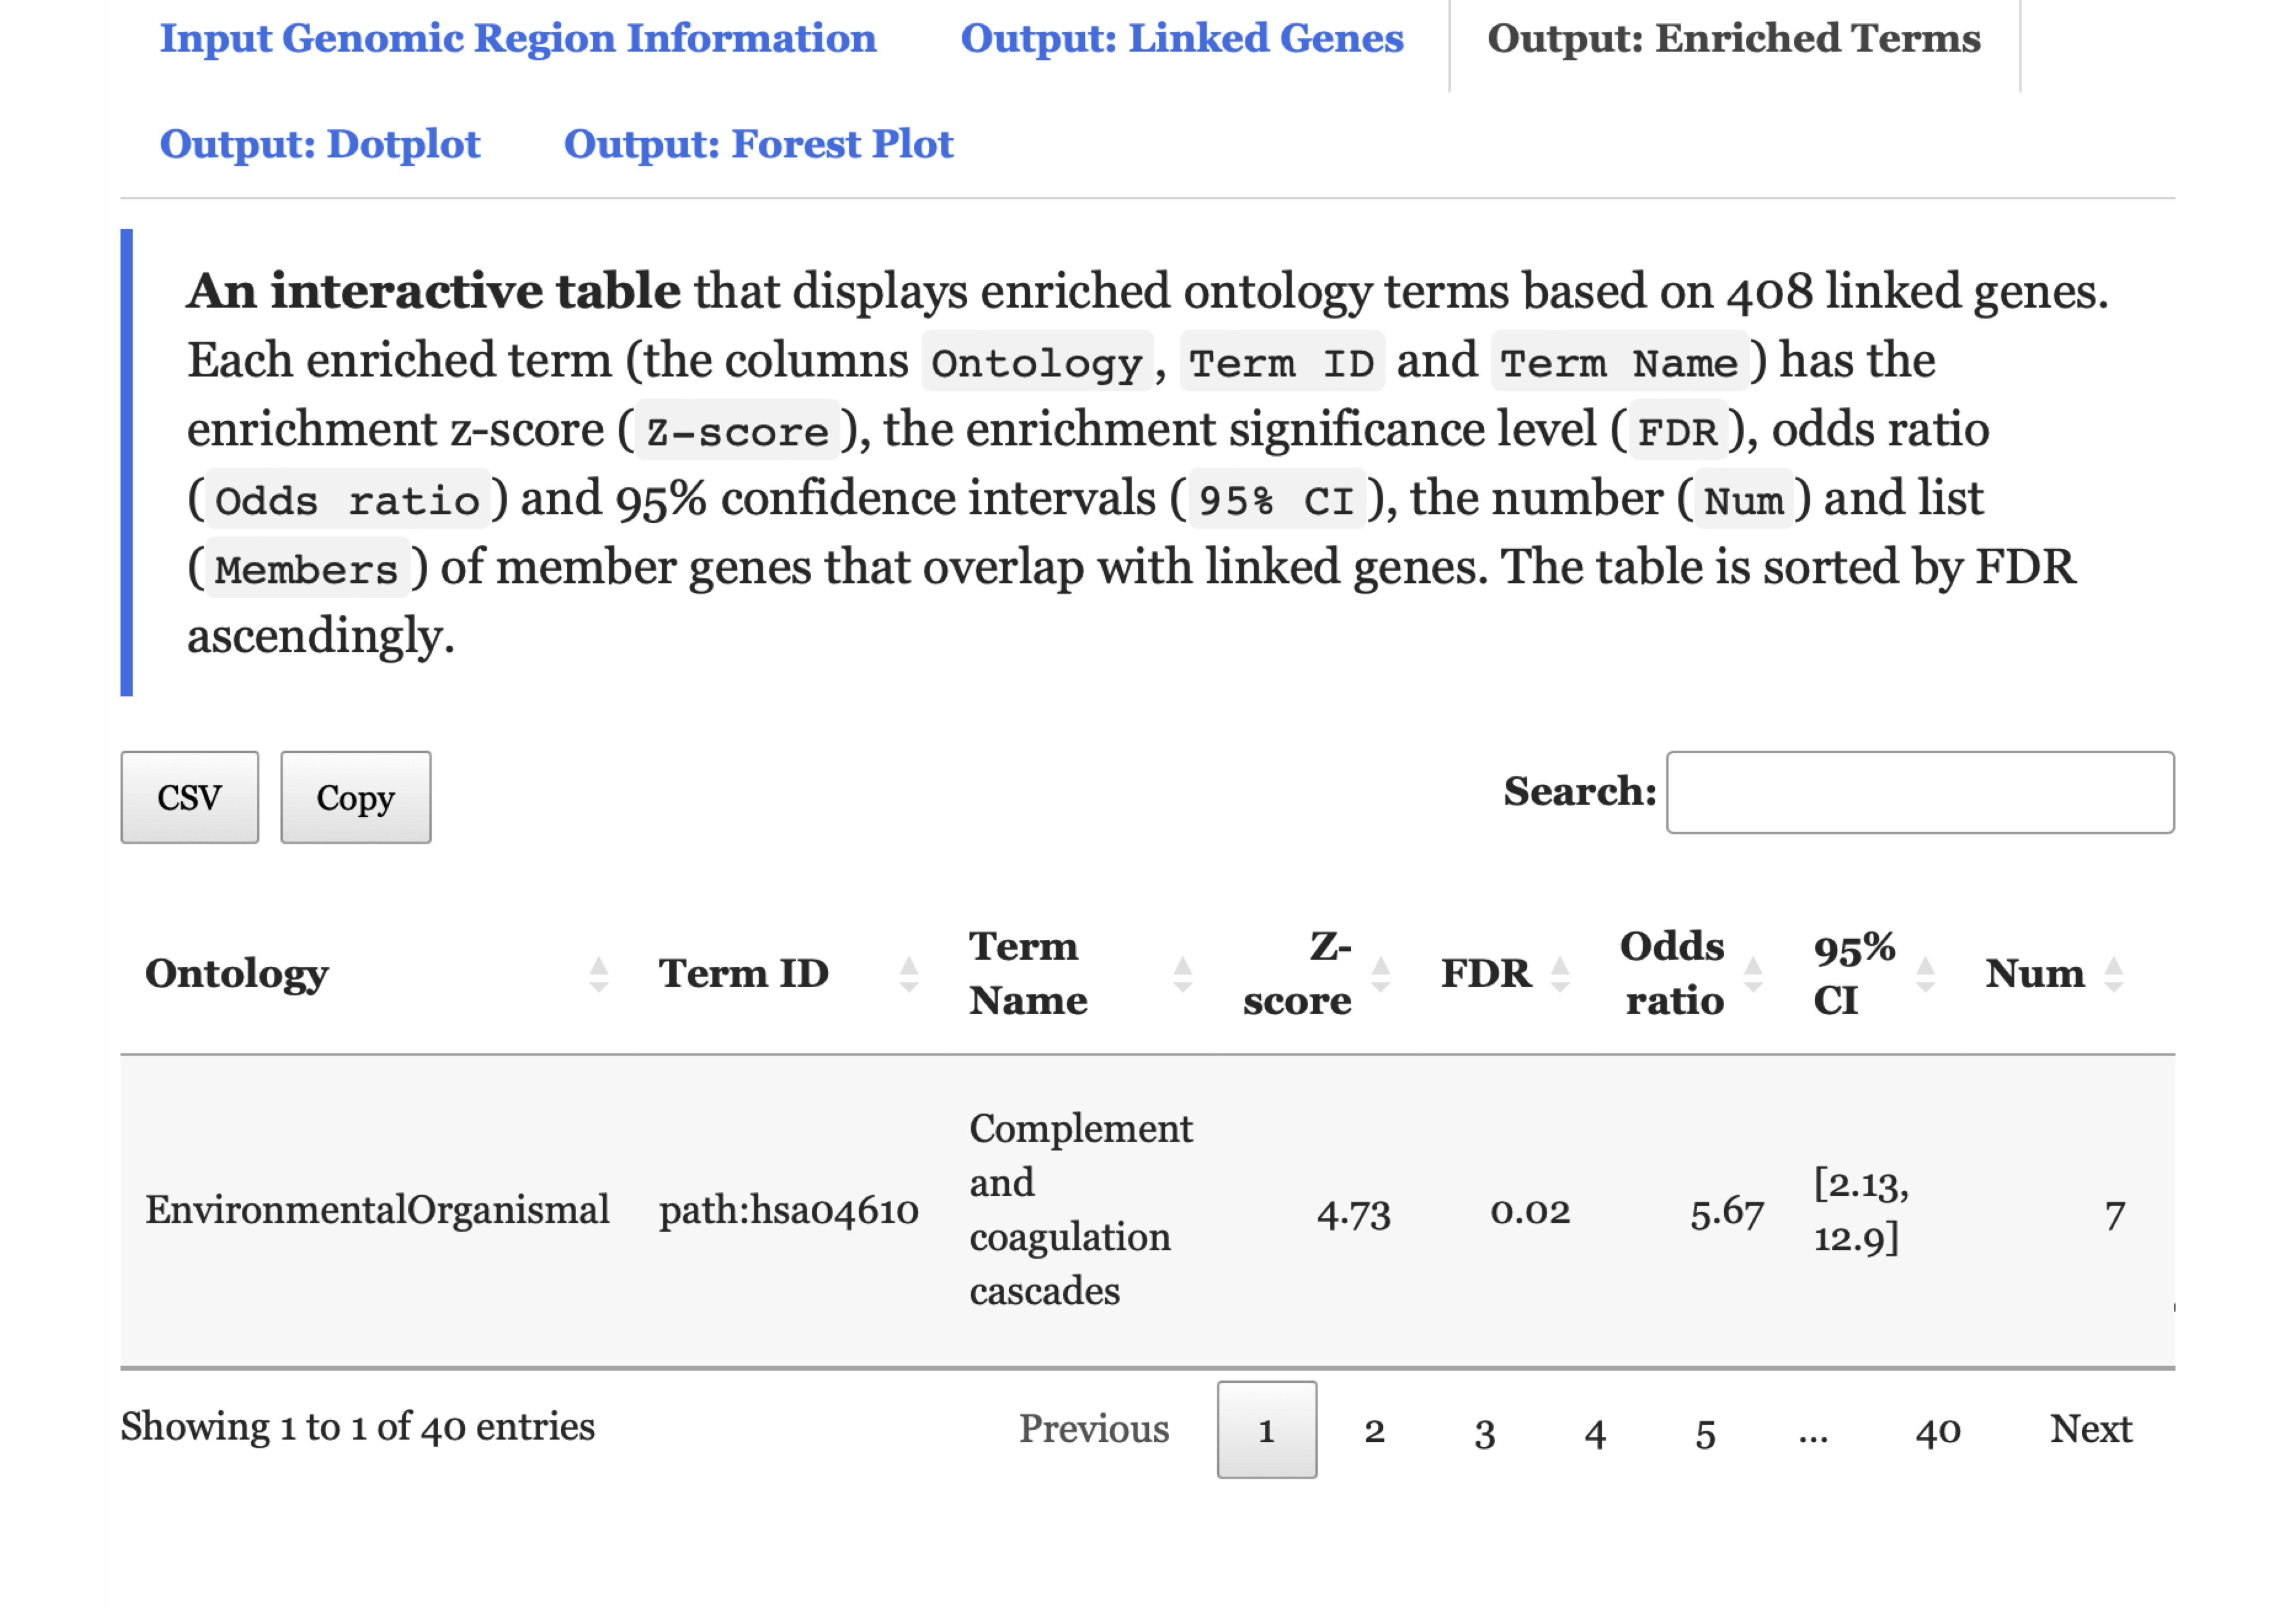 Input Genomic Region Information Output: Linked Genes Output: Enriched Terms
Output: Dotplot Output: Forest Plot
An interactive table that displays enriched ontology terms based on 408 linked genes.
Each enriched term (the columns Ontology, Term ID and Term Name) has the
enrichment z-score (Z-score), the enrichment significance level (FDR), odds ratio
(Odds ratio) and 95% confidence intervals (95% CI), the number (Num) and list
(Members) of member genes that overlap with linked genes. The table is sorted by FDR
ascendingly.
CSV Copy Search:
Ontology Term ID Term Name Z-score FDR Odds ratio 95% CI Num
EnvironmentalOrganismal path:hsa04610 Complement and coagulation cascades 4.73 0.02 5.67 [2.13, 12.9] 7
Showing 1 to 1 of 40 entries Previous 1 2 3 4 5 ... 40 Next